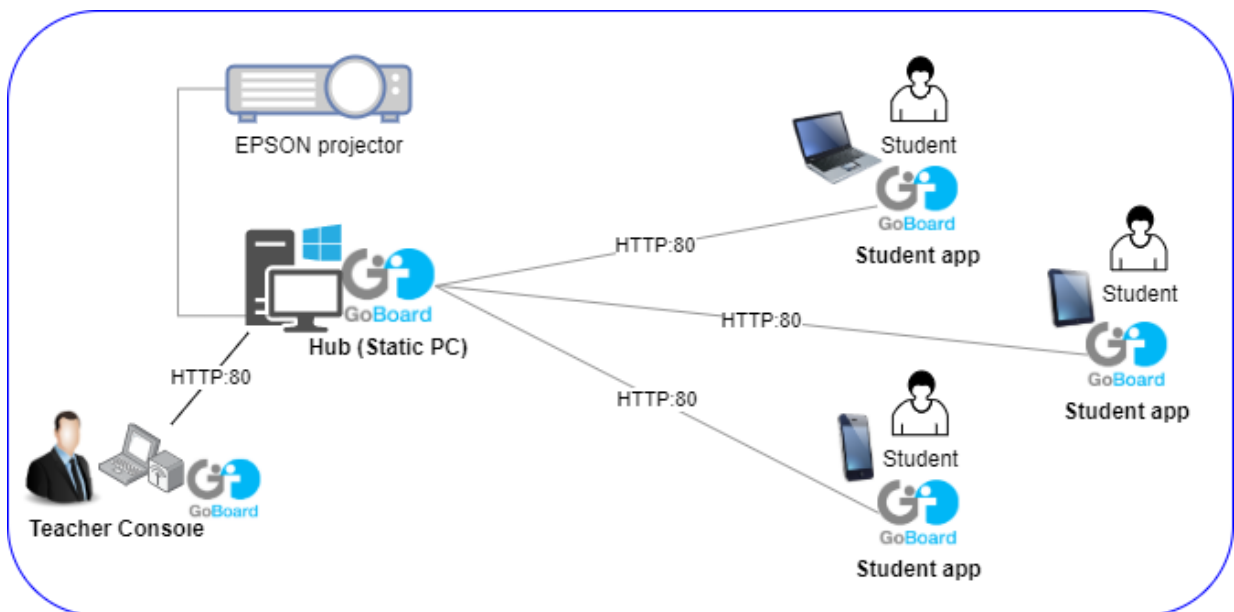 EPSON projector
Student
GoBoard
Student app
HTTP:80
Student
GoBoard
Student app
HTTP:80
GoBoard
Hub (Static PC)
HTTP:80
HTTP:80
Student
GoBoard
Student app
GoBoard
Teacher Console